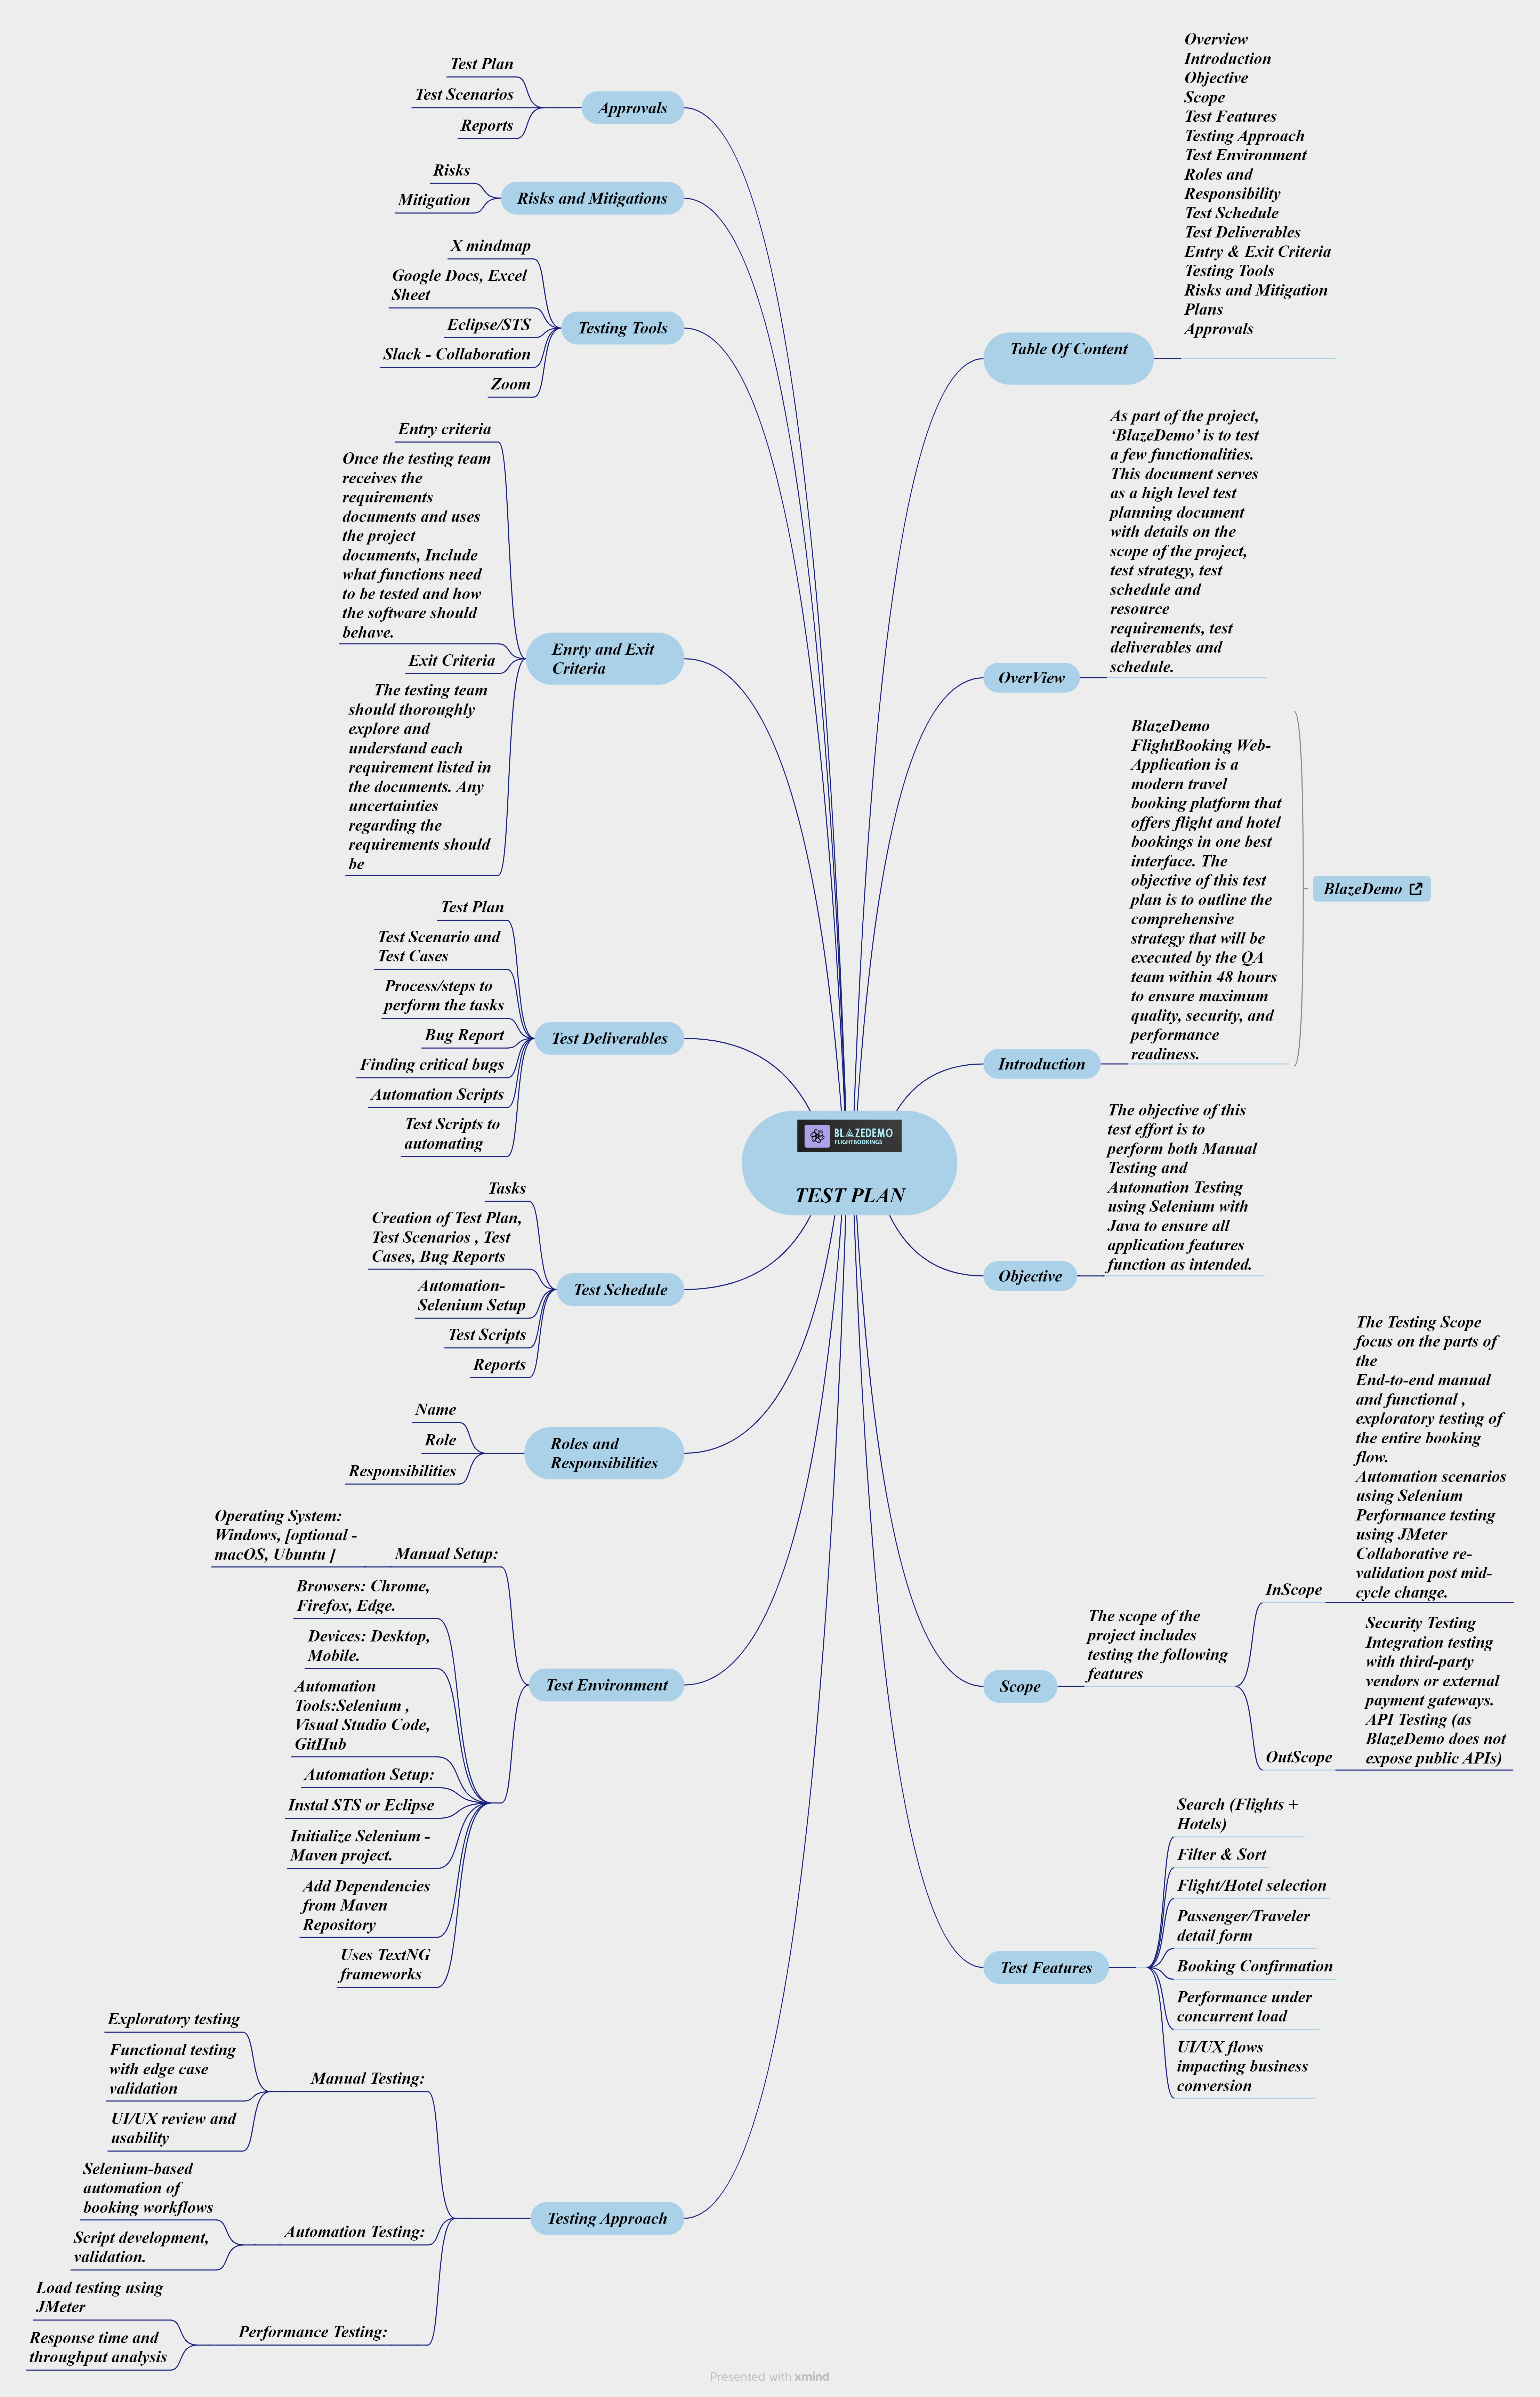 BLAZEDEMO
FLIGHTBOOKINGS
TEST PLAN
Table Of Content
Overview
Introduction
Objective
Scope
Test Features
Testing Approach
Test Environment
Roles and
Responsibility
Test Schedule
Test Deliverables
Entry & Exit Criteria
Testing Tools
Risks and Mitigation
Plans
Approvals
OverView
As part of the project,
‘BlazeDemo’ is to test
a few functionalities.
This document serves
as a high level test
planning document
with details on the
scope of the project,
test strategy, test
schedule and
resource
requirements, test
deliverables and
schedule.
Introduction
BlazeDemo
FlightBooking Web-
Application is a
modern travel
booking platform that
offers flight and hotel
bookings in one best
interface. The
objective of this test
plan is to outline the
comprehensive
strategy that will be
executed by the QA
team within 48 hours
to ensure maximum
quality, security, and
performance
readiness.
BlazeDemo
Objective
The objective of this
test effort is to
perform both Manual
Testing and
Automation Testing
using Selenium with
Java to ensure all
application features
function as intended.
Scope
The scope of the
project includes
testing the following
features
InScope
The Testing Scope
focus on the parts of
the
End-to-end manual
and functional ,
exploratory testing of
the entire booking
flow.
Automation scenarios
using Selenium
Performance testing
using JMeter
Collaborative re-
validation post mid-
cycle change.
OutScope
Security Testing
Integration testing
with third-party
vendors or external
payment gateways.
API Testing (as
BlazeDemo does not
expose public APIs)
Test Features
Search (Flights +
Hotels)
Filter & Sort
Flight/Hotel selection
Passenger/Traveler
detail form
Booking Confirmation
Performance under
concurrent load
UI/UX flows
impacting business
conversion
Approvals
Test Plan
Test Scenarios
Reports
Risks and Mitigations
Risks
Mitigation
Testing Tools
X mindmap
Google Docs, Excel
Sheet
Eclipse/STS
Slack - Collaboration
Zoom
Enrty and Exit
Criteria
Entry criteria
Once the testing team
receives the
requirements
documents and uses
the project
documents, Include
what functions need
to be tested and how
the software should
behave.
Exit Criteria
The testing team
should thoroughly
explore and
understand each
requirement listed in
the documents. Any
uncertainties
regarding the
requirements should
be
Test Deliverables
Test Plan
Test Scenario and
Test Cases
Process/steps to
perform the tasks
Bug Report
Finding critical bugs
Automation Scripts
Test Scripts to
automating
Test Schedule
Tasks
Creation of Test Plan,
Test Scenarios , Test
Cases, Bug Reports
Automation-
Selenium Setup
Test Scripts
Reports
Roles and
Responsibilities
Name
Role
Responsibilities
Test Environment
Manual Setup:
Operating System:
Windows, [optional -
macOS, Ubuntu ]
Browsers: Chrome,
Firefox, Edge.
Devices: Desktop,
Mobile.
Automation
Tools:Selenium ,
Visual Studio Code,
GitHub
Automation Setup:
Instal STS or Eclipse
Initialize Selenium -
Maven project.
Add Dependencies
from Maven
Repository
Uses TextNG
frameworks
Testing Approach
Manual Testing:
Exploratory testing
Functional testing
with edge case
validation
UI/UX review and
usability
Automation Testing:
Selenium-based
automation of
booking workflows
Script development,
validation.
Performance Testing:
Load testing using
JMeter
Response time and
throughput analysis
Presented with xmind